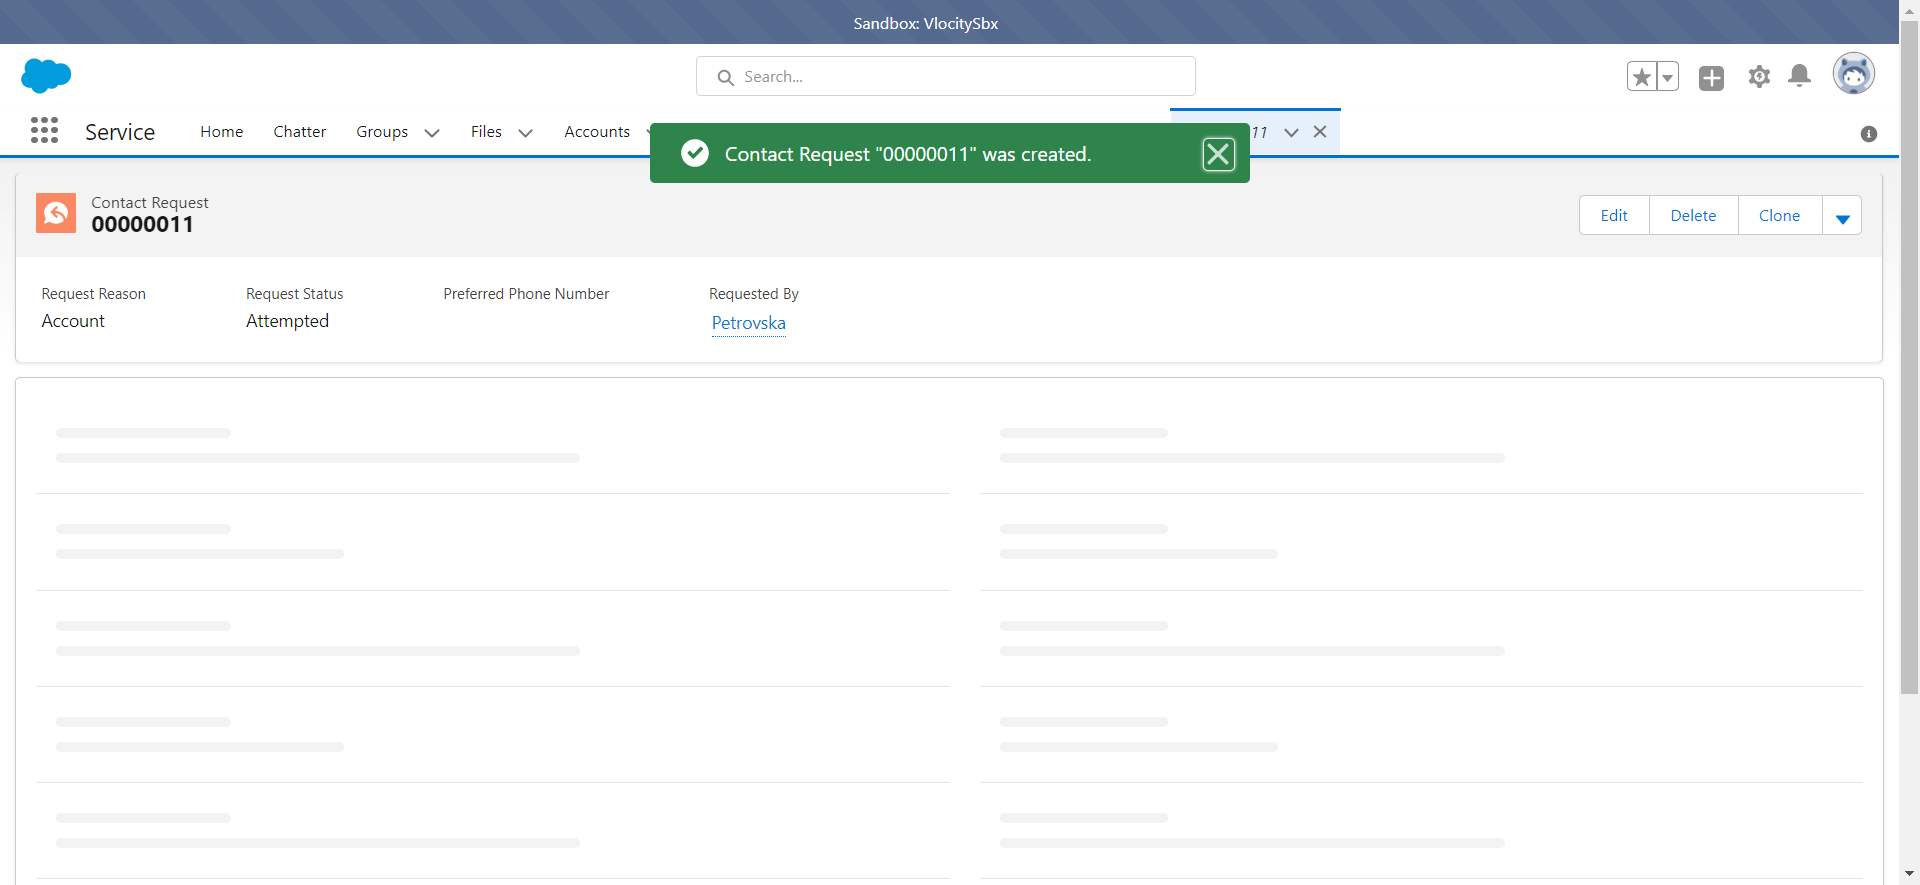 Sandbox: VlocitySbx
Search...
Service
Home
Chatter
Groups
Files
Accounts
11
Contact Request "00000011" was created.
Contact Request
00000011
Edit
Delete
Clone
Request Reason
Account
Request Status
Attempted
Preferred Phone Number
Requested By
Petrovska